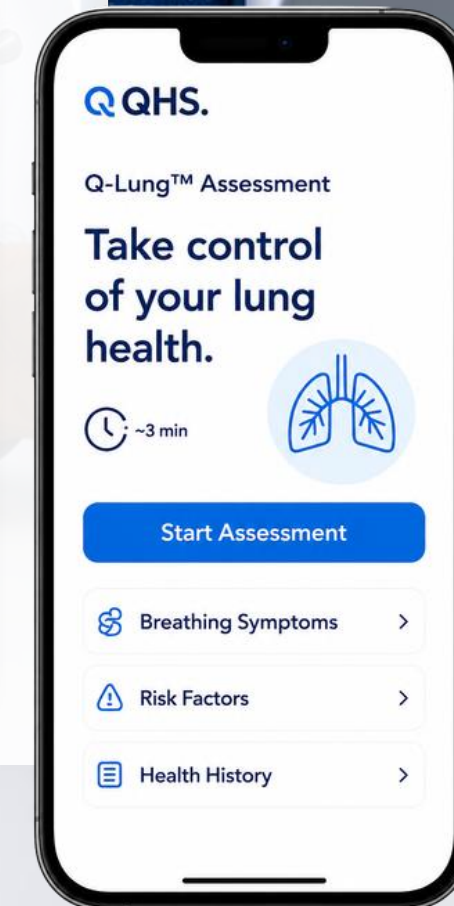 QHS.
Q-Lung™ Assessment
Take control
of your lung
health.
~3 min
Start Assessment
Breathing Symptoms
Risk Factors
Health History